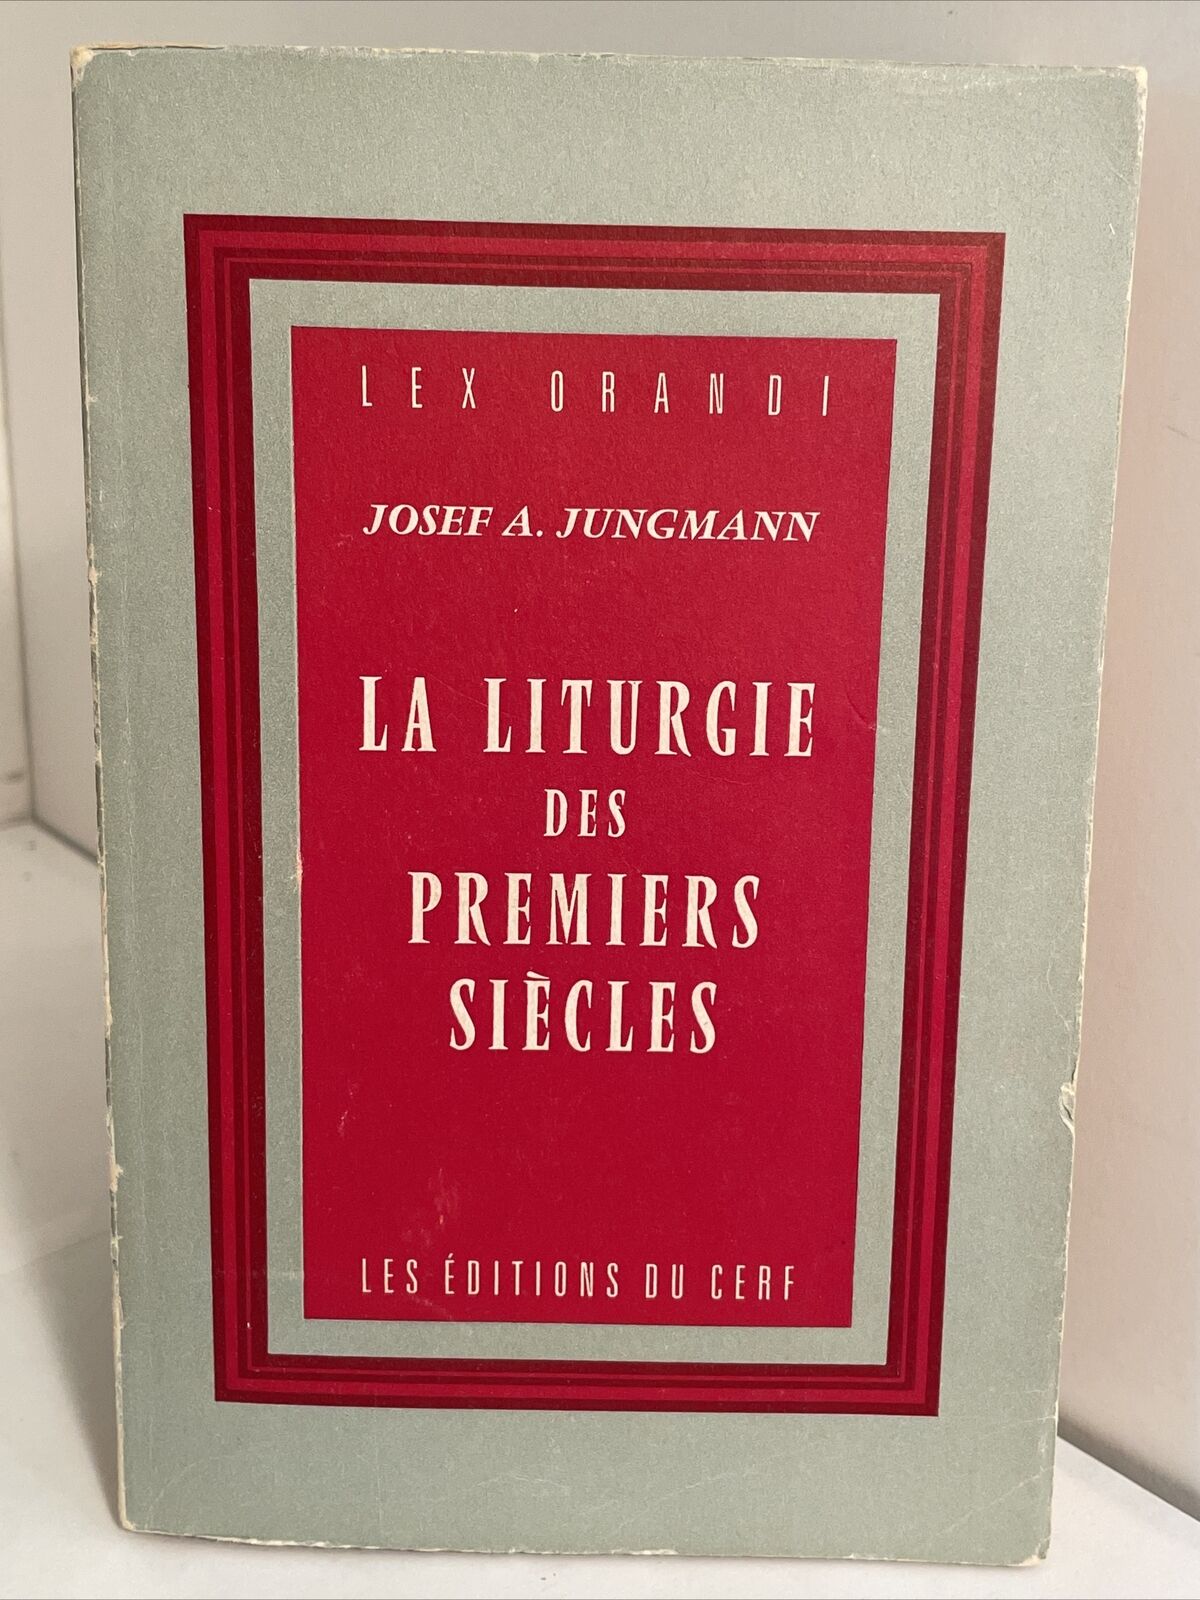 LEX ORANDI
JOSEF A. JUNGMANN
LA LITURGIE
DES
PREMIERS
SIÈCLES
LES ÉDITIONS DU CERF